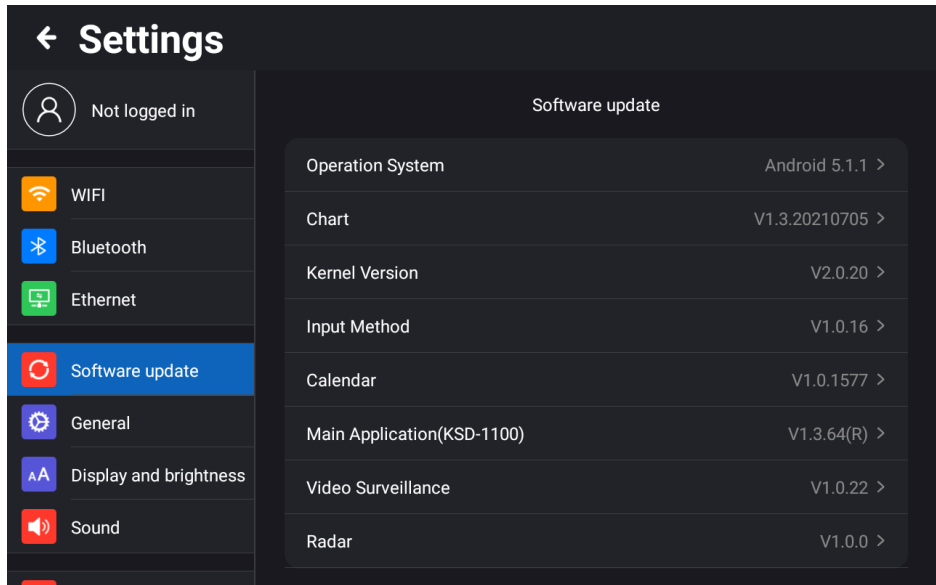 Settings
Not logged in
WIFI
Bluetooth
Ethernet
Software update
General
AA Display and brightness
Sound
Software update
Operation System Android 5.1.1
Chart V1.3.20210705
Kernel Version V2.0.20
Input Method V1.0.16
Calendar V1.0.1577
Main Application(KSD-1100) V1.3.64(R)
Video Surveillance V1.0.22
Radar V1.0.0